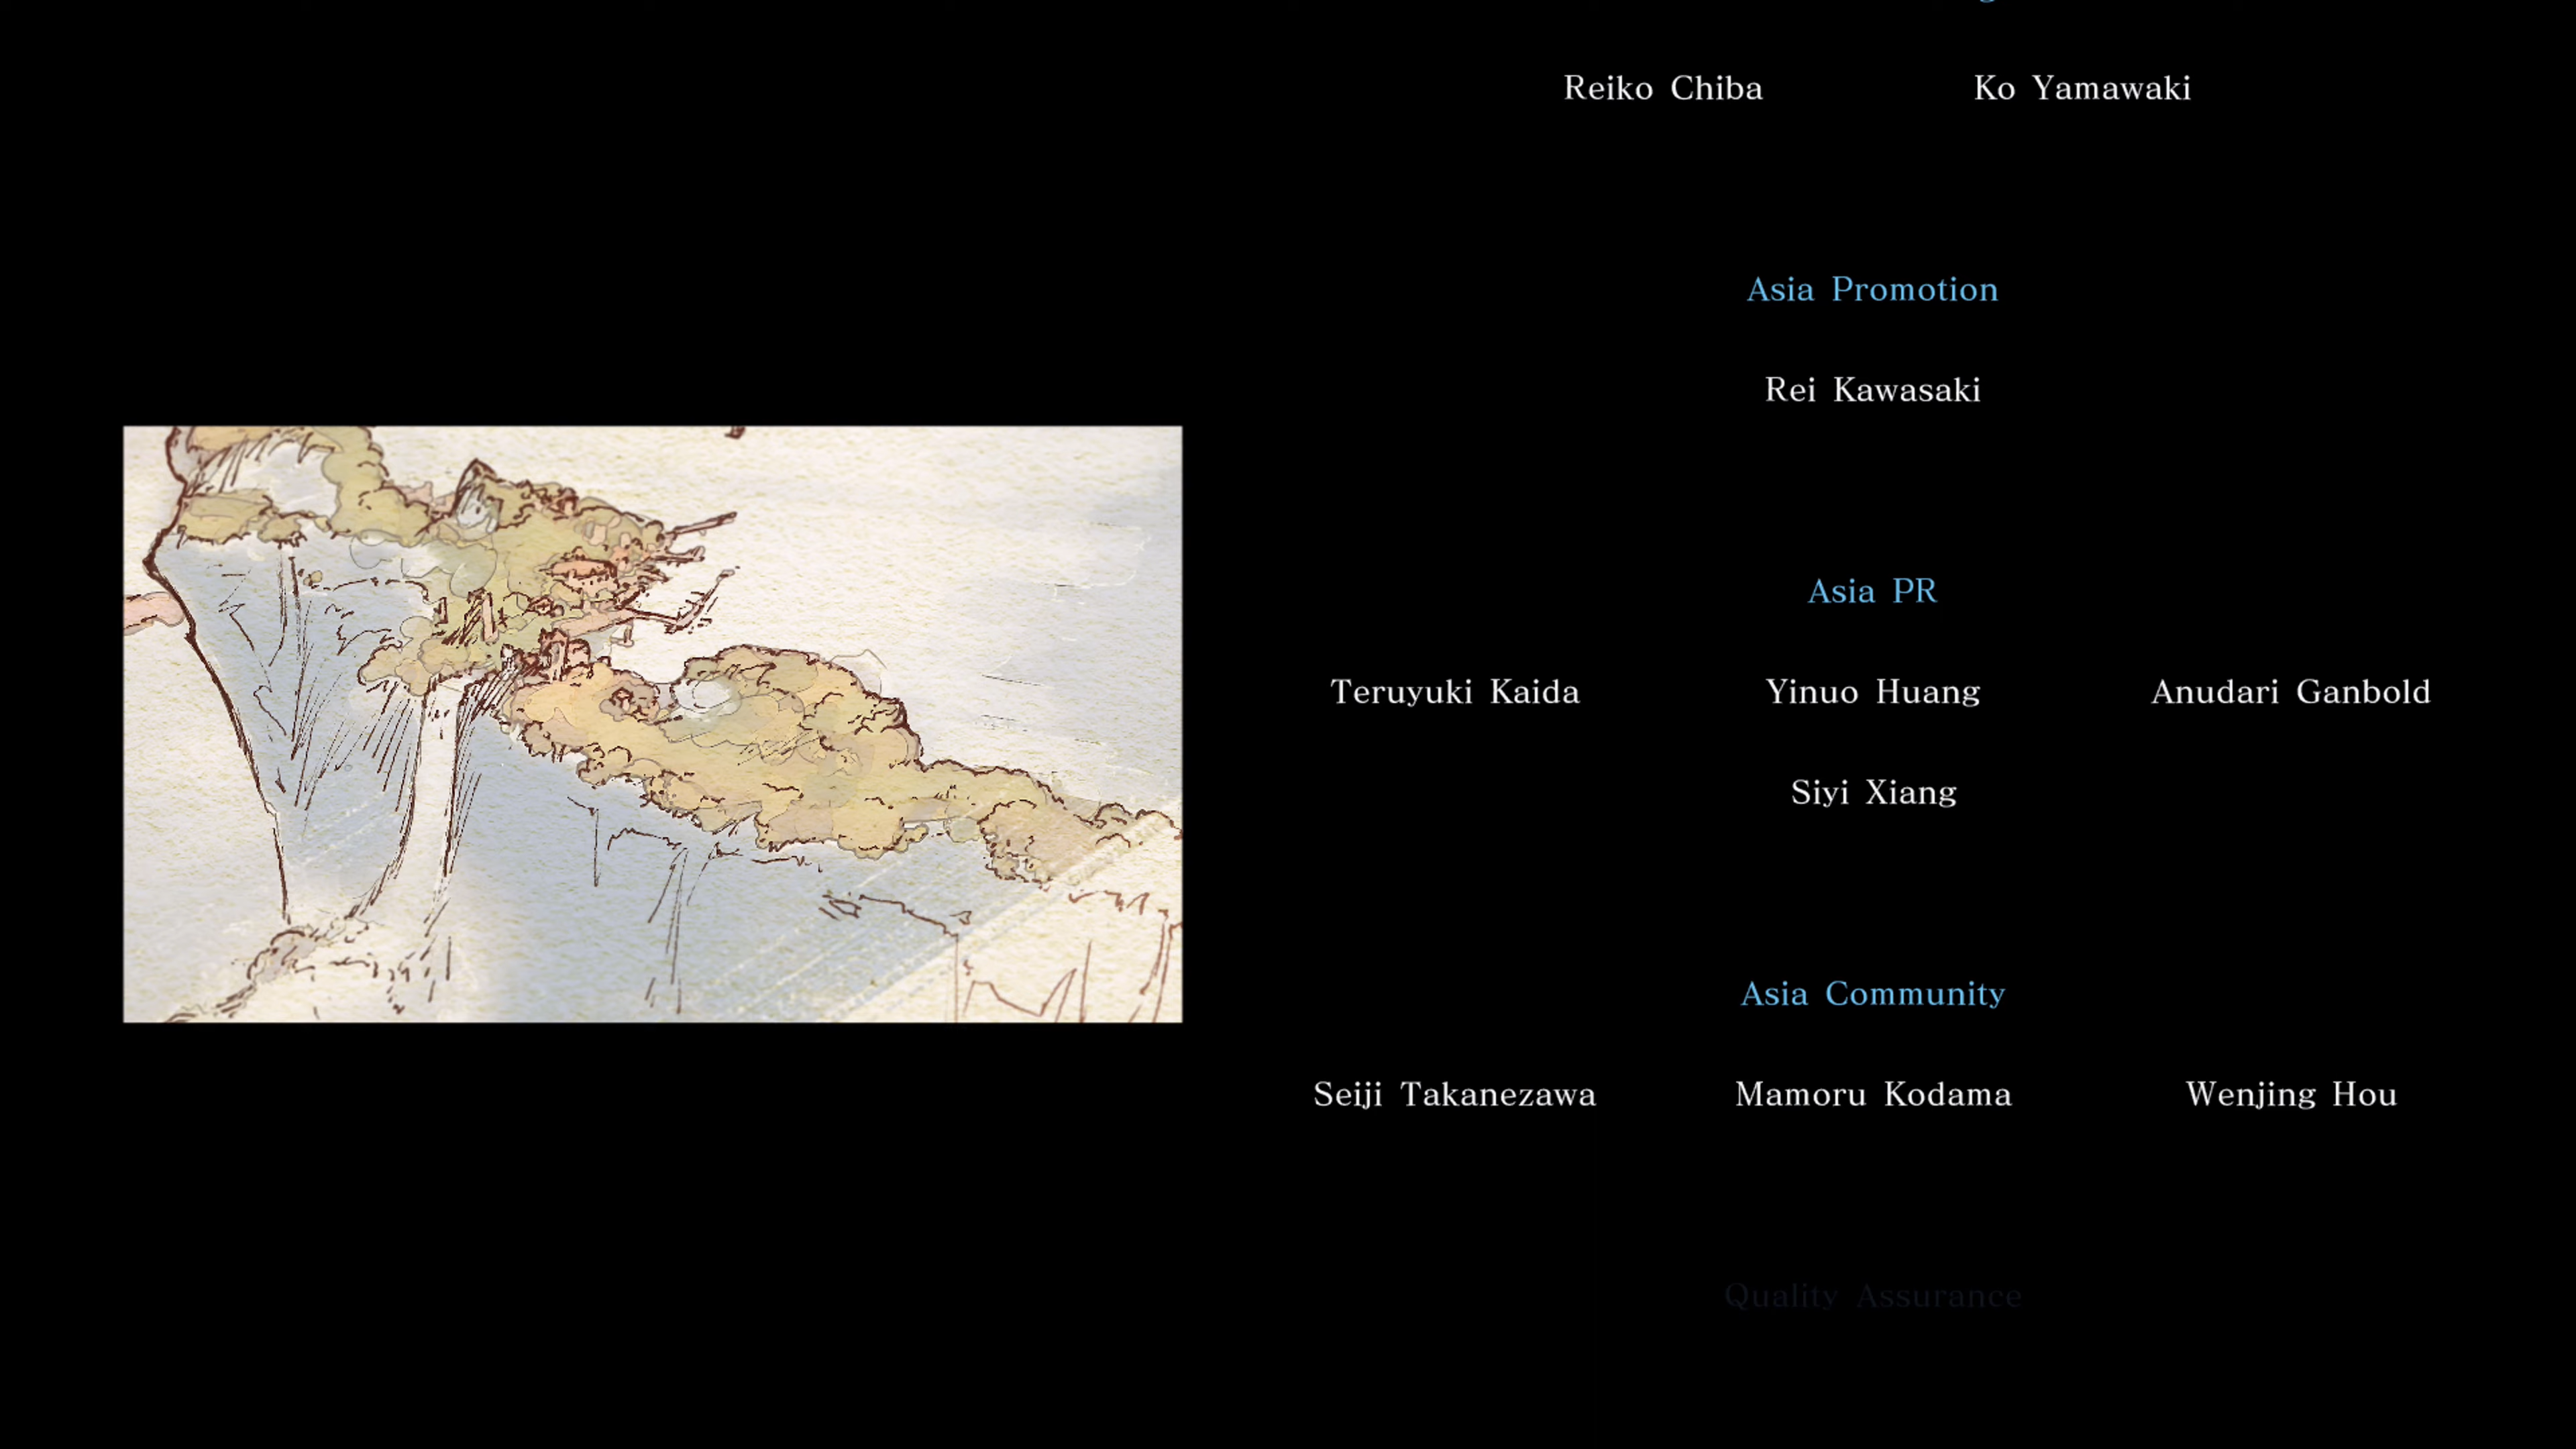 Reiko Chiba Ko Yamawaki
Asia Promotion
Rei Kawasaki
Asia PR
Teruyuki Kaida Yinuo Huang Anudari Ganbold
Siyi Xiang
Asia Community
Seiji Takanezawa Mamoru Kodama Wenjing Hou
Quality Assurance